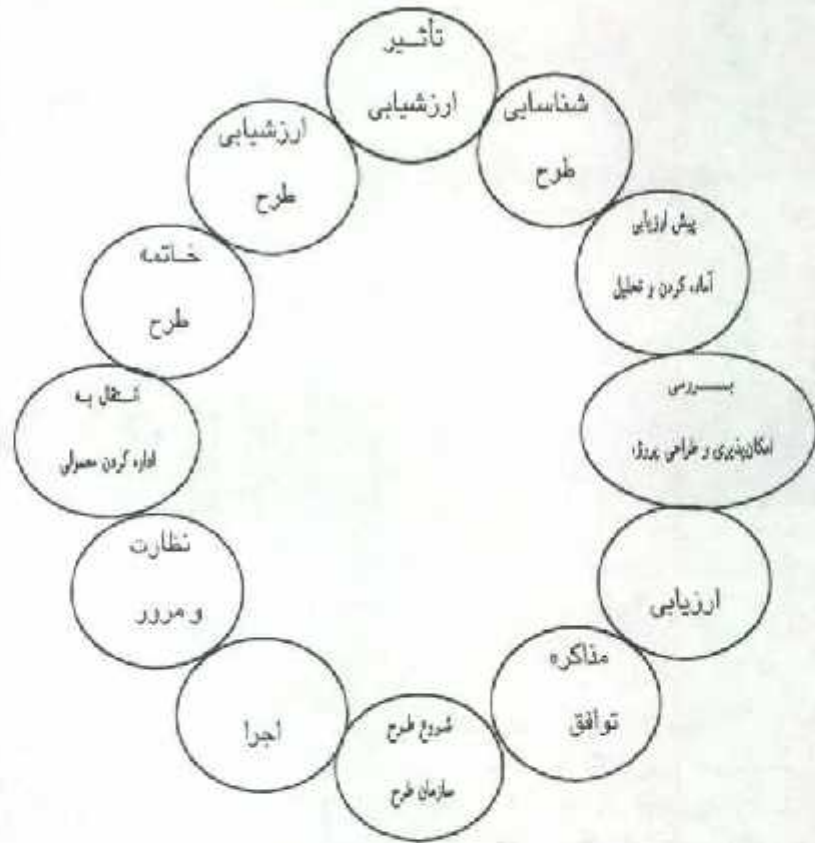 تأثیر
ارزشیابی
شناسایی
طرح
پیش ارزیابی
آماده کردن و تحلیل
بررسی
امکان‌پذیری و طراحی پروژه
ارزیابی
مذاکره
توافق
شروع طرح
سازمان طرح
اجرا
نظارت
و مرور
انتقال به
اداره کردن معمولی
خاتمه
طرح
ارزشیابی
طرح